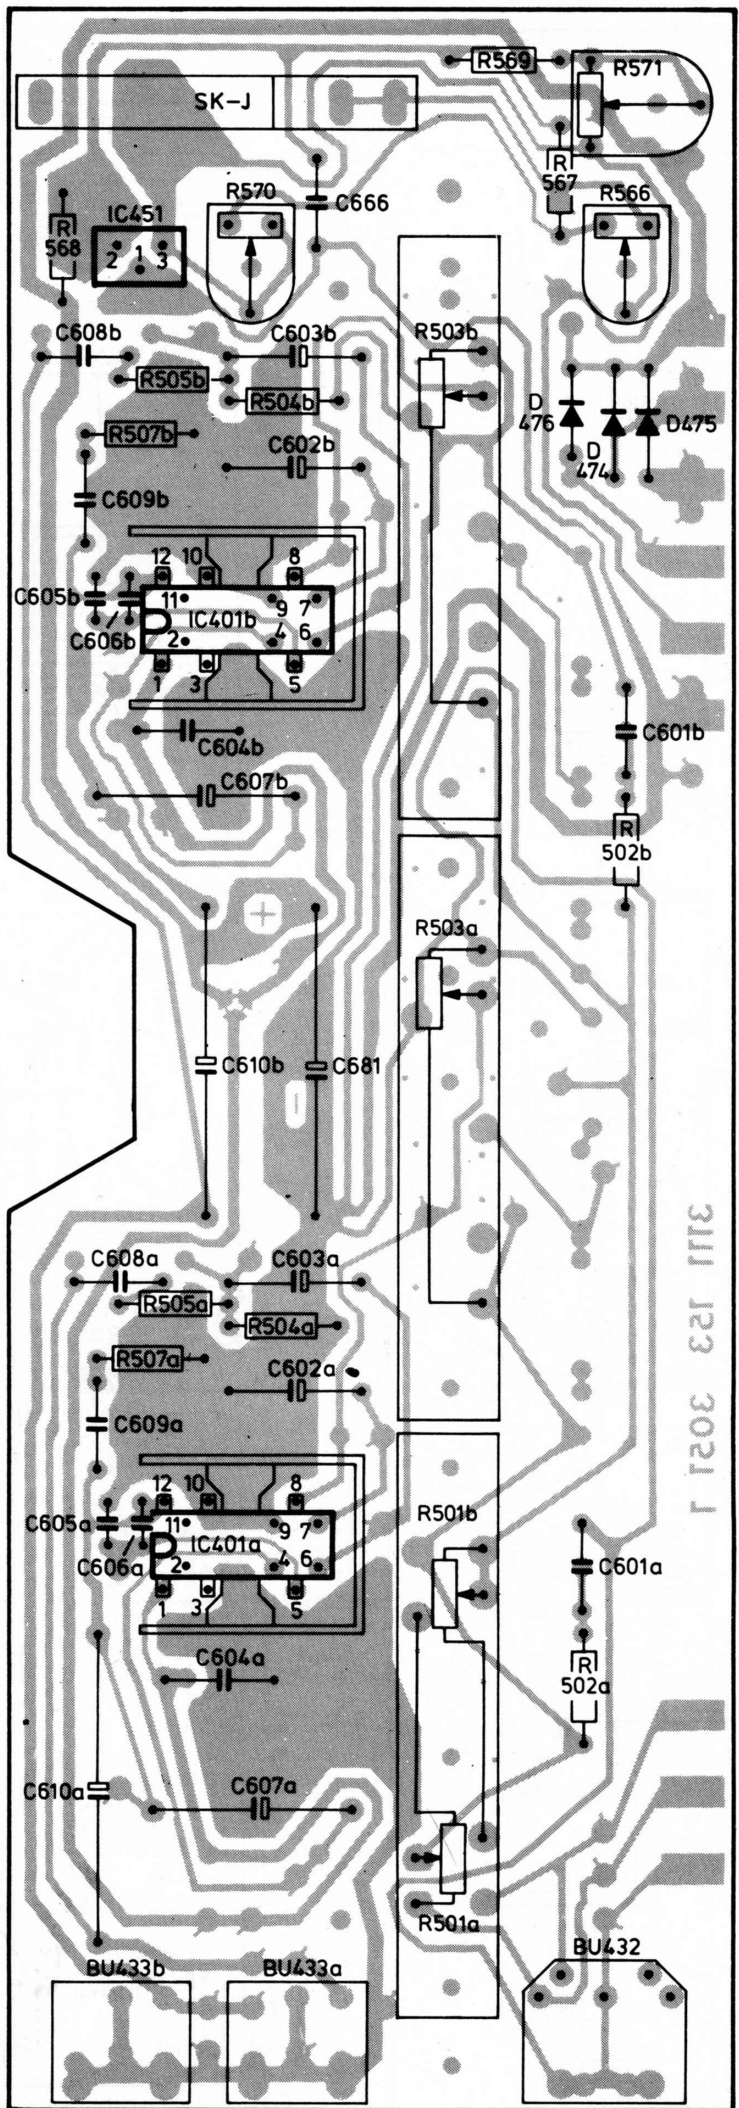 R569
R571
SK-J
R
567
R570
C666
R566
IC451
R
568
2 1 3
C608b
C603b
R503b
R505b
R504b
D
476
D475
R507b
C602b
D
474
C609b
12 10 8
C605b
11 IC401b 9 7
C606b
2 4 6
1 3 5
C604b
C601b
C607b
R
502b
R503a
+
C610b
C681
-
3111 153 3051 1
C608a
C603a
R505a
R504a
R507a
C602a
C609a
12 10 8
R501b
C605a
11 IC401a 9 7
C606a
2 4 6
C601a
1 3 5
C604a
R
502a
C610a
C607a
R501a
BU433b
BU433a
BU432